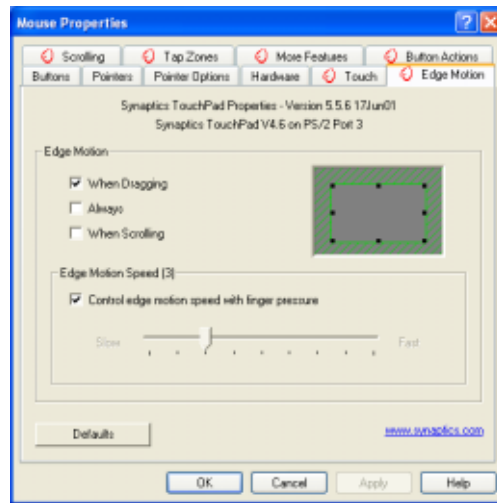 Mouse Properties
Scrolling Tap Zones More Features Button Actions
Buttons Pointers Pointer Options Hardware Touch Edge Motion
Synaptics TouchPad Properties - Version 5.5.6 17Jun01
Synaptics TouchPad V4.6 on PS/2 Port 3
Edge Motion
When Dragging
Always
When Scrolling
Edge Motion Speed (3)
Control edge motion speed with finger pressure
Slow Fast
Defaults www.synaptics.com
OK Cancel Apply Help